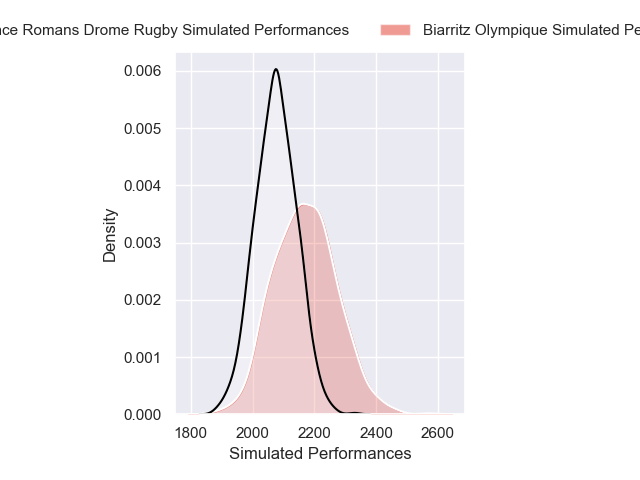 nce Romans Drome Rugby Simulated Performances Biarritz Olympique Simulated Pe
0.006
0.005
0.004
0.003
0.002
0.001
0.000
Density
1800 2000 2200 2400 2600
Simulated Performances